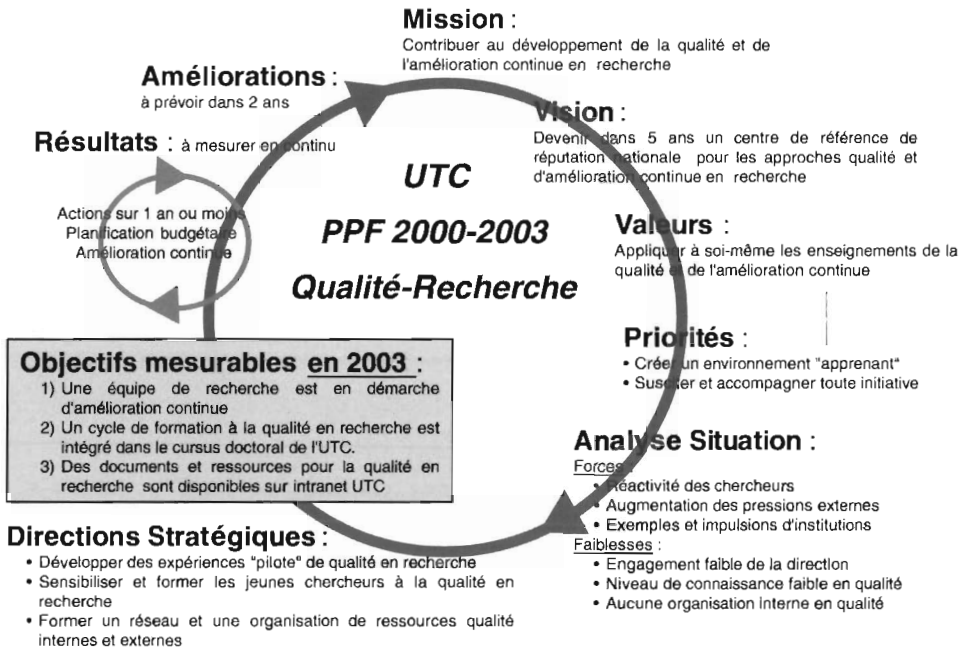 Mission :
Contribuer au développement de la qualité et de
l'amélioration continue en recherche
Vision :
Devenir dans 5 ans un centre de référence de
réputation nationale pour les approches qualité et
d'amélioration continue en recherche
Valeurs :
Appliquer à soi-même les enseignements de la
qualité et de l'amélioration continue
Priorités :
• Créer un environnement "apprenant"
• Susciter et accompagner toute initiative
Analyse Situation :
Forces :
• Réactivité des chercheurs
• Augmentation des pressions externes
• Exemples et impulsions d'institutions
Faiblesses :
• Engagement faible de la direction
• Niveau de connaissance faible en qualité
• Aucune organisation interne en qualité
Directions Stratégiques :
• Développer des expériences "pilote" de qualité en recherche
• Sensibiliser et former les jeunes chercheurs à la qualité en
recherche
• Former un réseau et une organisation de ressources qualité
internes et externes
Objectifs mesurables en 2003 :
1) Une équipe de recherche est en démarche
d'amélioration continue
2) Un cycle de formation à la qualité en recherche est
intégré dans le cursus doctoral de l'UTC.
3) Des documents et ressources pour la qualité en
recherche sont disponibles sur intranet UTC
Actions sur 1 an ou moins
Planification budgétaire
Amélioration continue
Résultats : à mesurer en continu
Améliorations :
à prévoir dans 2 ans
UTC
PPF 2000-2003
Qualité-Recherche